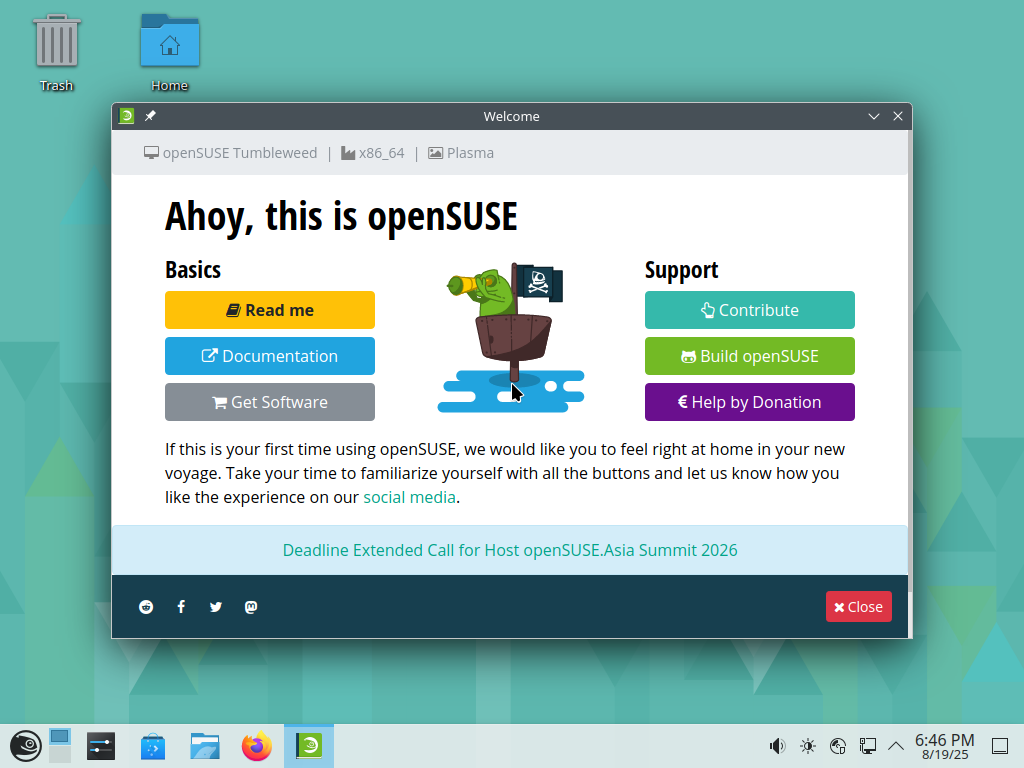 Trash
Home
Welcome
openSUSE Tumbleweed | x86_64 | Plasma
Ahoy, this is openSUSE
Basics
Read me
Documentation
Get Software
Support
Contribute
Build openSUSE
€ Help by Donation
If this is your first time using openSUSE, we would like you to feel right at home in your new
voyage. Take your time to familiarize yourself with all the buttons and let us know how you
like the experience on our social media.
Deadline Extended Call for Host openSUSE.Asia Summit 2026
Close
6:46 PM
8/19/25